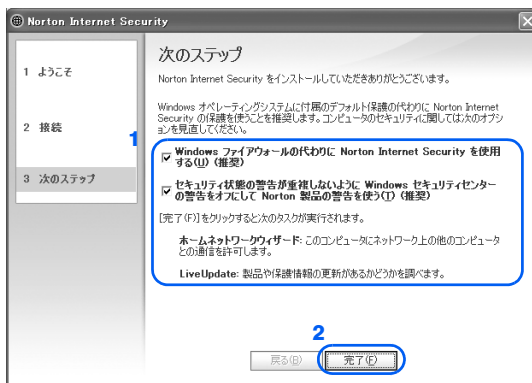 Norton Internet Security
1 ようこそ
2 接続
3 次のステップ
次のステップ
Norton Internet Security をインストールしていただきありがとうございます。
Windows オペレーティングシステムに付属のデフォルト保護の代わりに Norton Internet
Security の保護を使うことを推奨します。コンピュータのセキュリティに関しては次のオプシ
ョンを見直してください。
1
Windows ファイアウォールの代わりに Norton Internet Security を使用
する(U) (推奨)
セキュリティ状態の警告が重複しないように Windows セキュリティセンター
の警告をオフにして Norton 製品の警告を使う(T) (推奨)
[完了(F)]をクリックすると次のタスクが実行されます。
ホームネットワークウィザード: このコンピュータにネットワーク上の他のコンピュータ
との通信を許可します。
LiveUpdate: 製品や保護情報の更新があるかどうかを調べます。
2
戻る(B) 完了(F)